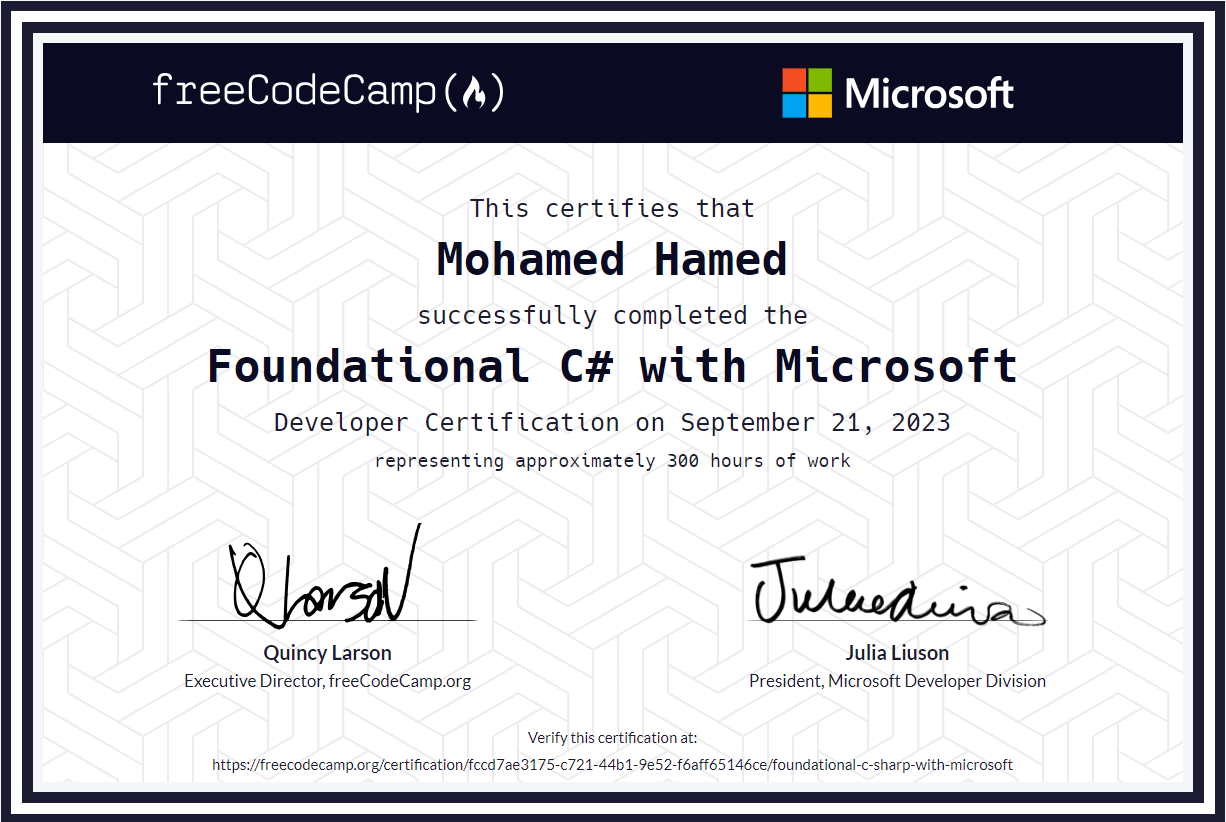 freeCodeCamp(🔥)
Microsoft
This certifies that
Mohamed Hamed
successfully completed the
Foundational C# with Microsoft
Developer Certification on September 21, 2023
representing approximately 300 hours of work
Quincy Larson
Executive Director, freeCodeCamp.org
Julia Liuson
President, Microsoft Developer Division
Verify this certification at:
https://freecodecamp.org/certification/fccd7ae3175-c721-44b1-9e52-f6aff65146ce/foundational-c-sharp-with-microsoft